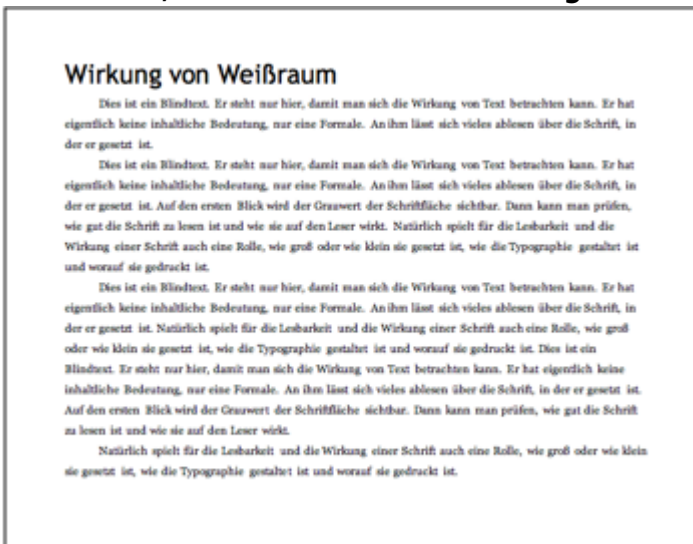 Wirkung von Weißraum
Dies ist ein Blindtext. Er steht nur hier, damit man sich die Wirkung von Text betrachten kann. Er hat
eigentlich keine inhaltliche Bedeutung, nur eine Formale. An ihm lässt sich vieles ablesen über die Schrift, in
der er gesetzt ist.
Dies ist ein Blindtext. Er steht nur hier, damit man sich die Wirkung von Text betrachten kann. Er hat
eigentlich keine inhaltliche Bedeutung, nur eine Formale. An ihm lässt sich vieles ablesen über die Schrift, in
der er gesetzt ist. Auf den ersten Blick wird der Grauwert der Schriftfläche sichtbar. Dann kann man prüfen,
wie gut die Schrift zu lesen ist und wie sie auf den Leser wirkt. Natürlich spielt für die Lesbarkeit und die
Wirkung einer Schrift auch eine Rolle, wie groß oder wie klein sie gesetzt ist, wie die Typographie gestaltet ist
und worauf sie gedruckt ist.
Dies ist ein Blindtext. Er steht nur hier, damit man sich die Wirkung von Text betrachten kann. Er hat
eigentlich keine inhaltliche Bedeutung, nur eine Formale. An ihm lässt sich vieles ablesen über die Schrift, in
der er gesetzt ist. Natürlich spielt für die Lesbarkeit und die Wirkung einer Schrift auch eine Rolle, wie groß
oder wie klein sie gesetzt ist, wie die Typographie gestaltet ist und worauf sie gedruckt ist. Dies ist ein
Blindtext. Er steht nur hier, damit man sich die Wirkung von Text betrachten kann. Er hat eigentlich keine
inhaltliche Bedeutung, nur eine Formale. An ihm lässt sich vieles ablesen über die Schrift, in der er gesetzt ist.
Auf den ersten Blick wird der Grauwert der Schriftfläche sichtbar. Dann kann man prüfen, wie gut die Schrift
zu lesen ist und wie sie auf den Leser wirkt.
Natürlich spielt für die Lesbarkeit und die Wirkung einer Schrift auch eine Rolle, wie groß oder wie klein
sie gesetzt ist, wie die Typographie gestaltet ist und worauf sie gedruckt ist.